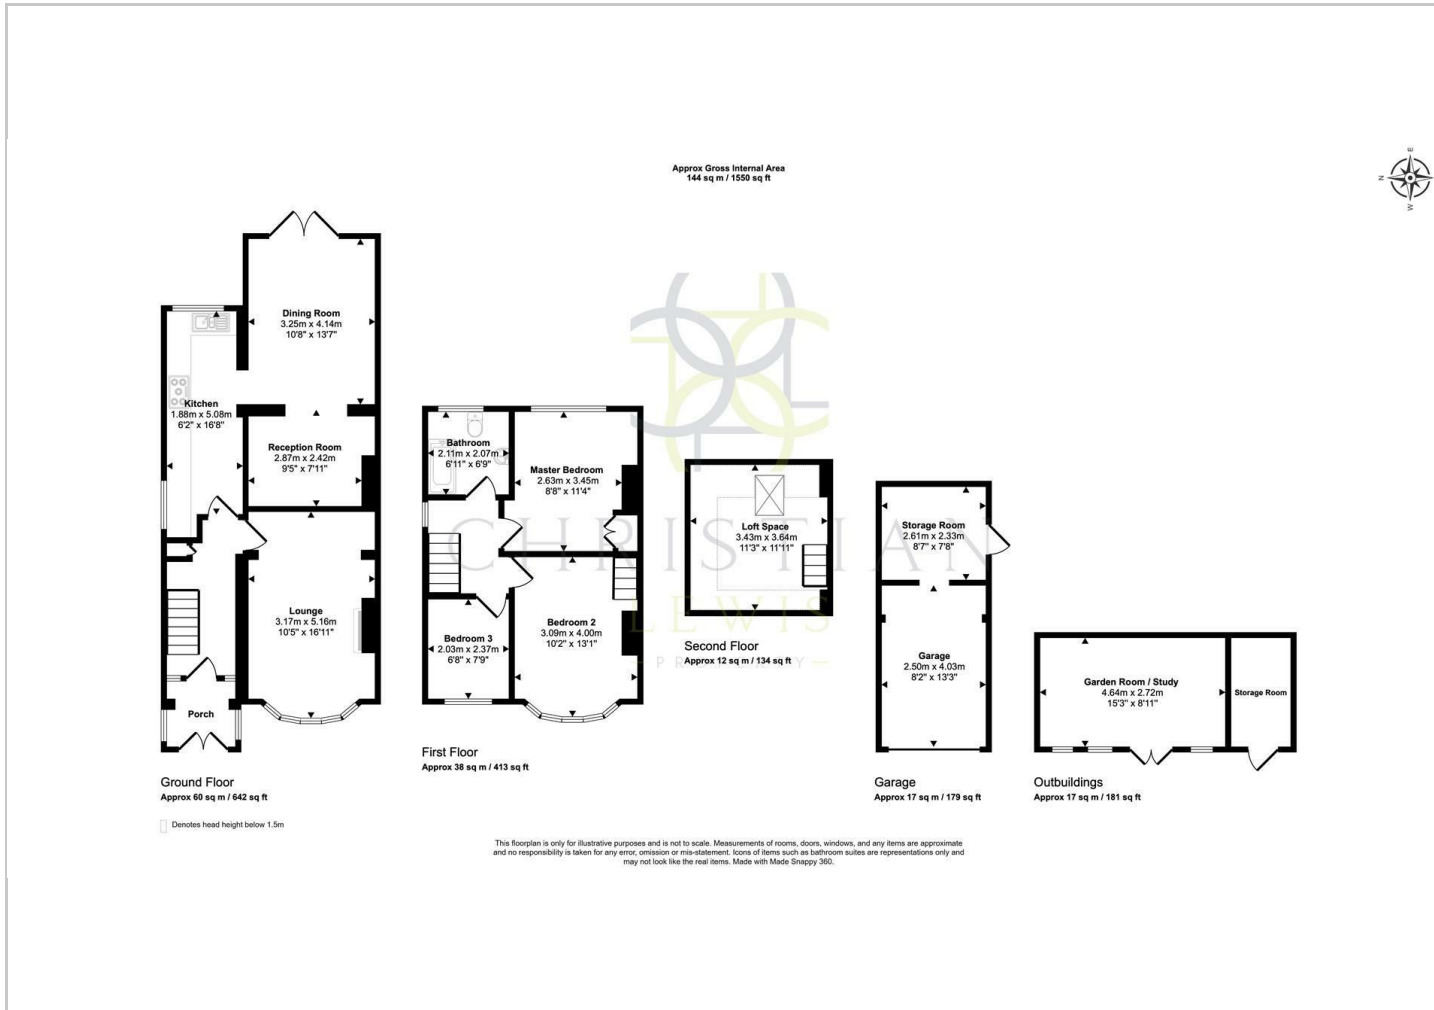 Approx Gross Internal Area
144 sq m / 1550 sq ft
E
N
W
Dining Room
3.25m x 4.14m
10'8" x 13'7"
Kitchen
1.88m x 5.08m
6'2" x 16'8"
Reception Room
2.87m x 2.42m
9'5" x 7'11"
Lounge
3.17m x 5.16m
10'5" x 16'11"
Porch
Ground Floor
Approx 60 sq m / 642 sq ft
Denotes head height below 1.5m
Bathroom
2.11m x 2.07m
6'11" x 6'9"
Master Bedroom
2.63m x 3.45m
8'8" x 11'4"
Bedroom 2
3.09m x 4.00m
10'2" x 13'1"
Bedroom 3
2.03m x 2.37m
6'8" x 7'9"
First Floor
Approx 38 sq m / 413 sq ft
Loft Space
3.43m x 3.64m
11'3" x 11'11"
Second Floor
Approx 12 sq m / 134 sq ft
CHRISTIAN
LEWIS
Storage Room
2.61m x 2.33m
8'7" x 7'8"
Garage
2.50m x 4.03m
8'2" x 13'3"
Garage
Approx 17 sq m / 179 sq ft
Garden Room / Study
4.64m x 2.72m
15'3" x 8'11"
Storage Room
Outbuildings
Approx 17 sq m / 181 sq ft
This floorplan is only for illustrative purposes and is not to scale. Measurements of rooms, doors, windows, and any items are approximate
and no responsibility is taken for any error, omission or mis-statement. Icons of items such as bathroom suites are representations only and
may not look like the real items. Made with Made Snappy 360.